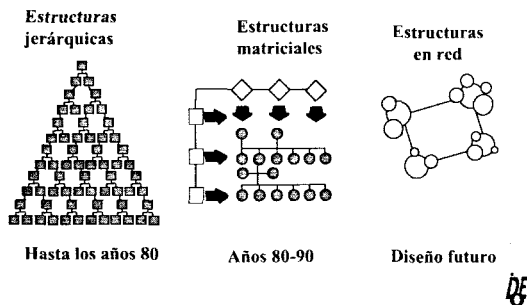 Estructuras
jerárquicas
Estructuras
matriciales
Estructuras
en red
Hasta los años 80
Años 80-90
Diseño futuro